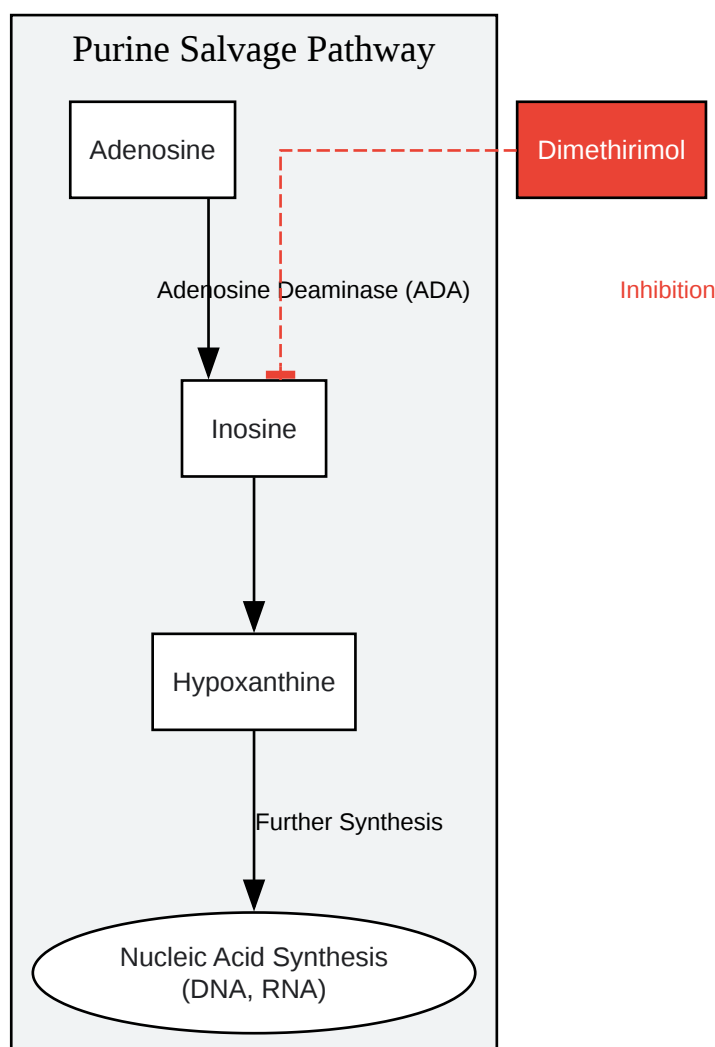 Purine Salvage Pathway
Adenosine
Dimethirimol
Adenosine Deaminase (ADA)
Inhibition
Inosine
Hypoxanthine
Further Synthesis
Nucleic Acid Synthesis
(DNA, RNA)